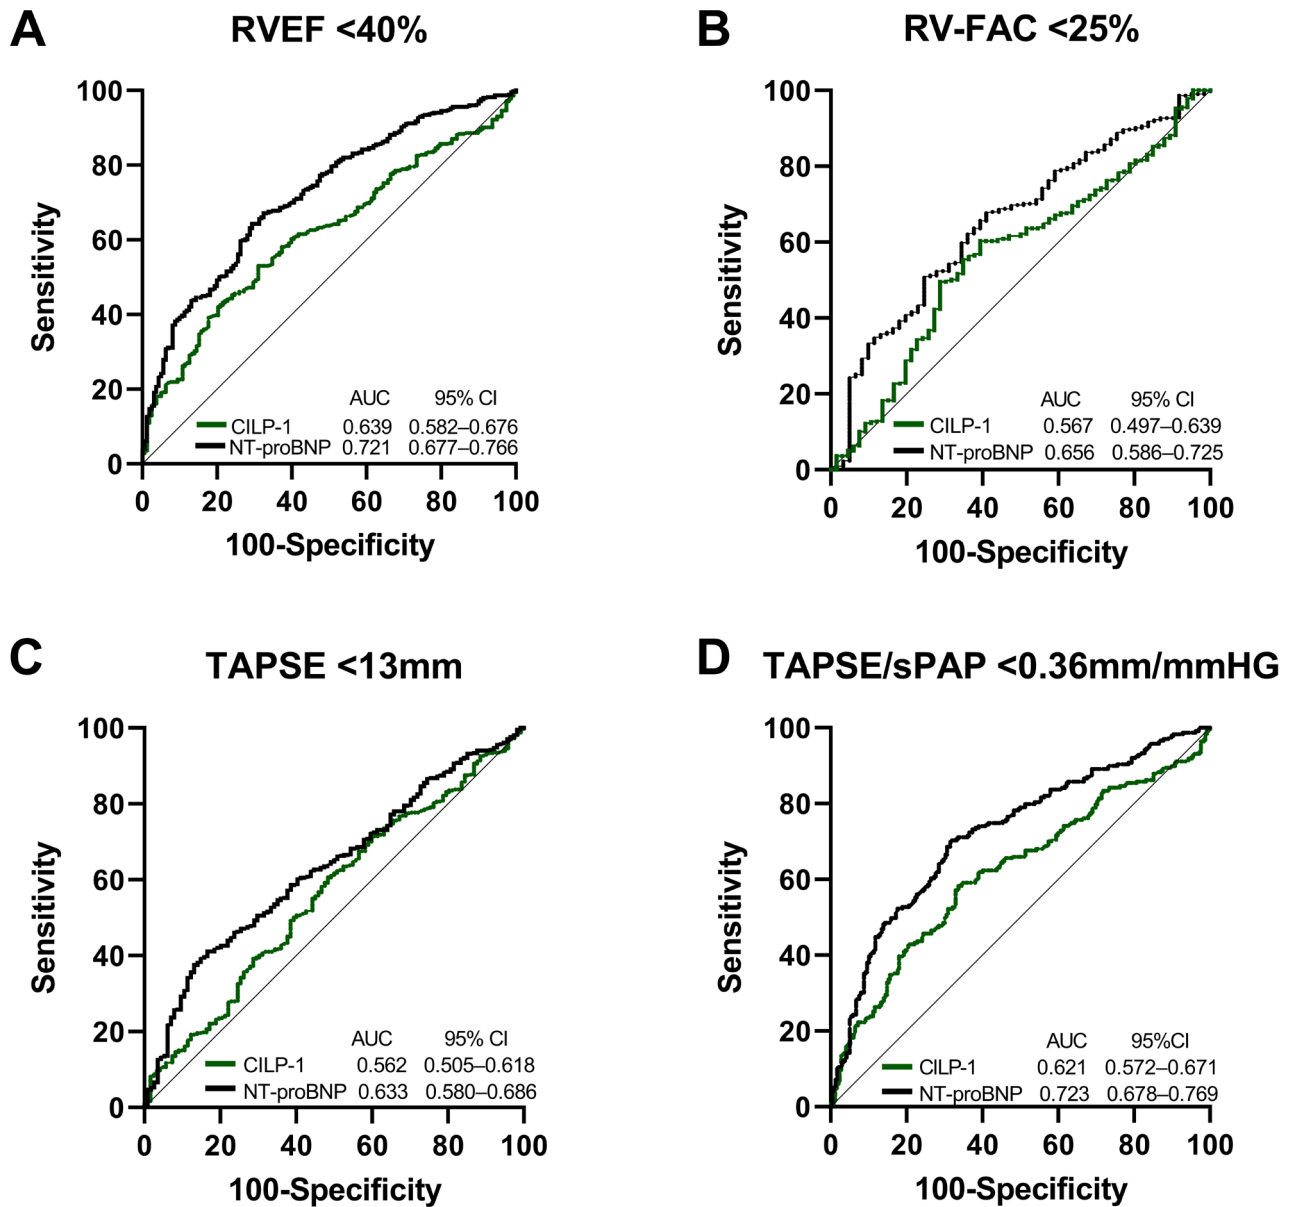 A
RVEF <40%
100
80
60
40
20
0
Sensitivity
AUC 95% CI
CILP-1 0.639 0.582–0.676
NT-proBNP 0.721 0.677–0.766
0 20 40 60 80 100
100-Specificity
B
RV-FAC <25%
100
80
60
40
20
0
Sensitivity
AUC 95% CI
CILP-1 0.567 0.497–0.639
NT-proBNP 0.656 0.586–0.725
0 20 40 60 80 100
100-Specificity
C
TAPSE <13mm
100
80
60
40
20
0
Sensitivity
AUC 95% CI
CILP-1 0.562 0.505–0.618
NT-proBNP 0.633 0.580–0.686
0 20 40 60 80 100
100-Specificity
D
TAPSE/sPAP <0.36mm/mmHG
100
80
60
40
20
0
Sensitivity
AUC 95%CI
CILP-1 0.621 0.572–0.671
NT-proBNP 0.723 0.678–0.769
0 20 40 60 80 100
100-Specificity